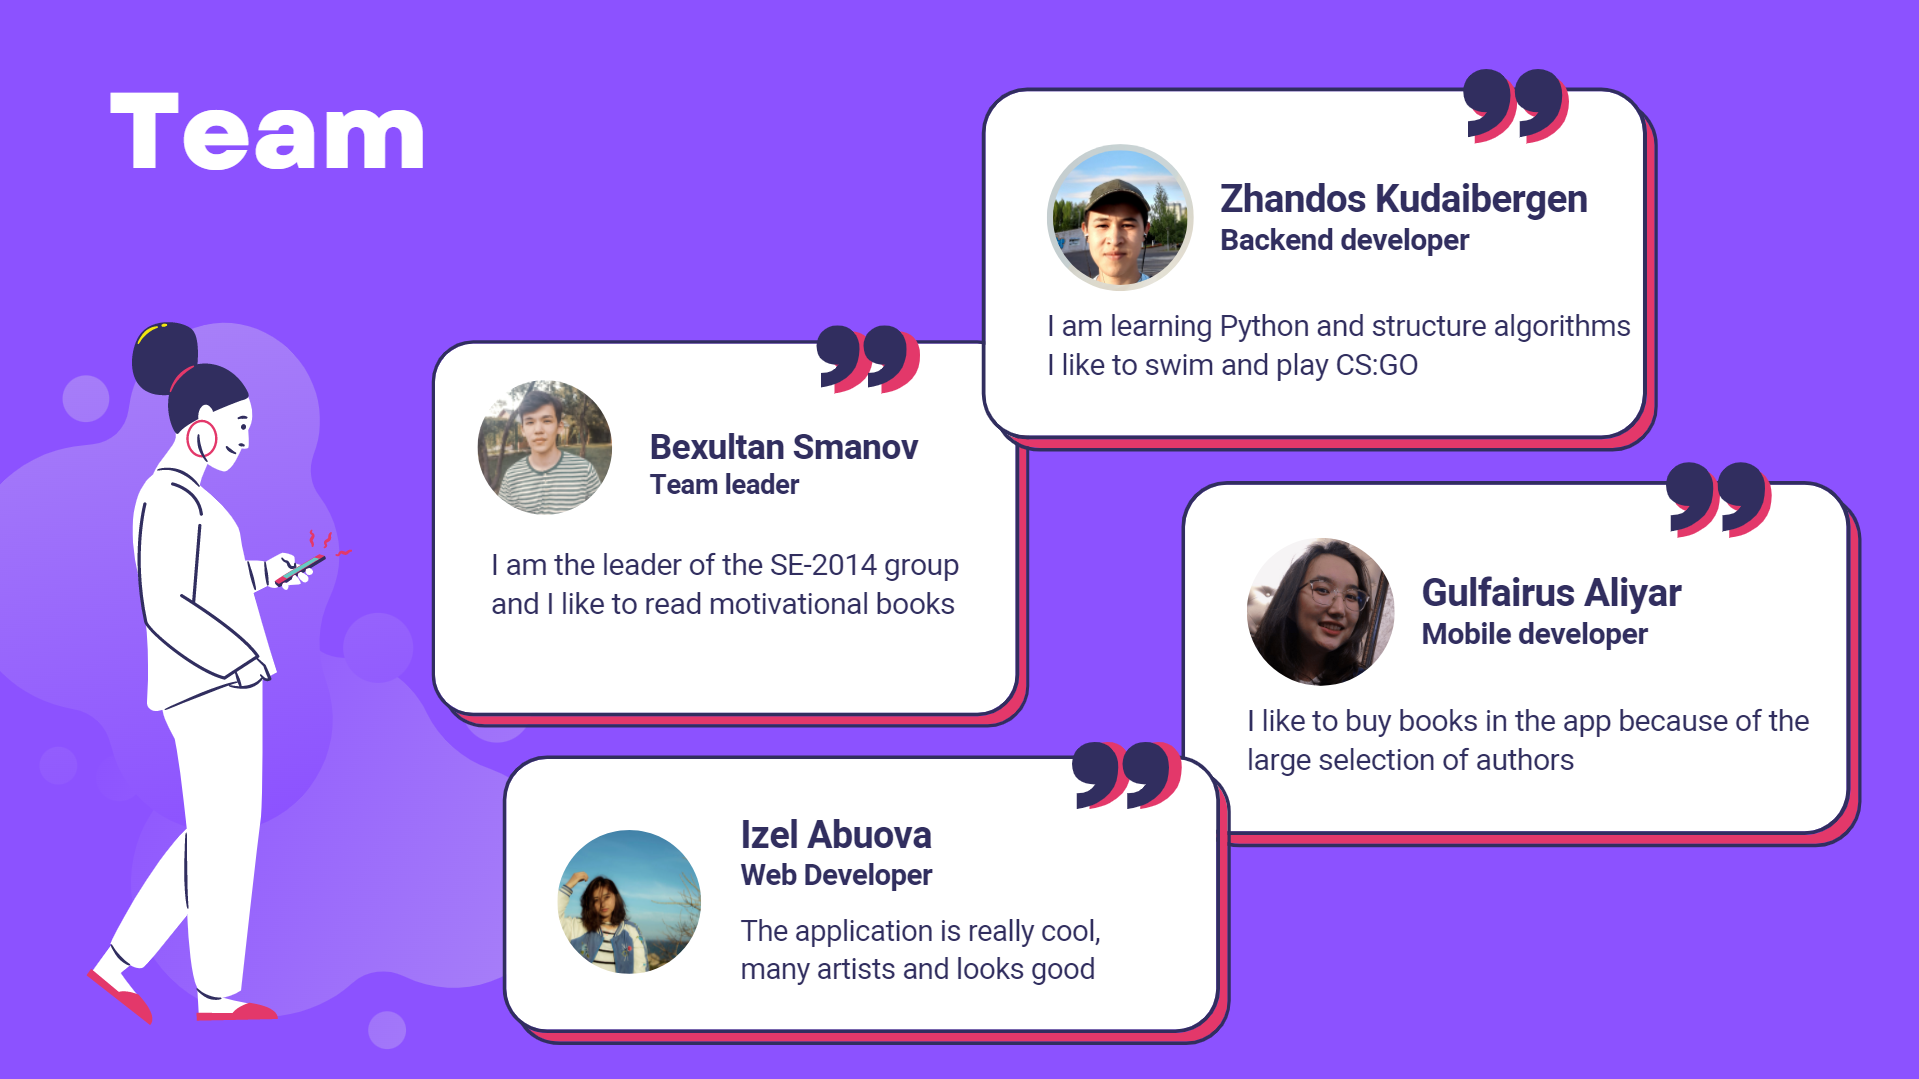 Team
Zhandos Kudaibergen
Backend developer
I am learning Python and structure algorithms
I like to swim and play CS:GO
Bexultan Smanov
Team leader
I am the leader of the SE-2014 group
and I like to read motivational books
Gulfairus Aliyar
Mobile developer
I like to buy books in the app because of the
large selection of authors
Izel Abuova
Web Developer
The application is really cool,
many artists and looks good